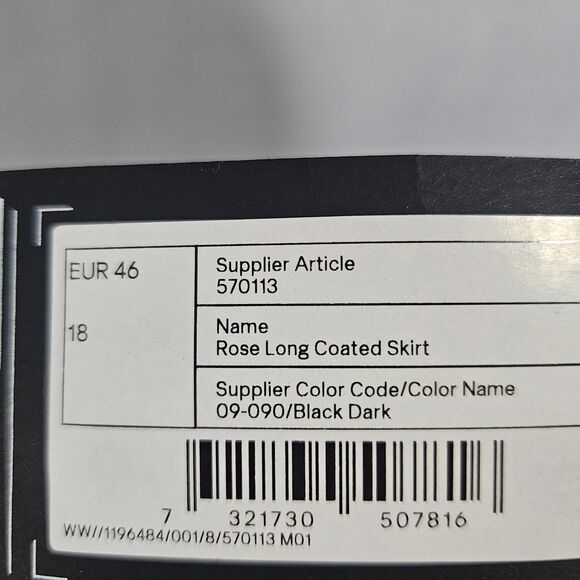 EUR 46
18
Supplier Article
570113
Name
Rose Long Coated Skirt
Supplier Color Code/Color Name
09-090/Black Dark
7 321730 507816
WW//1196484/001/8/570113 M01